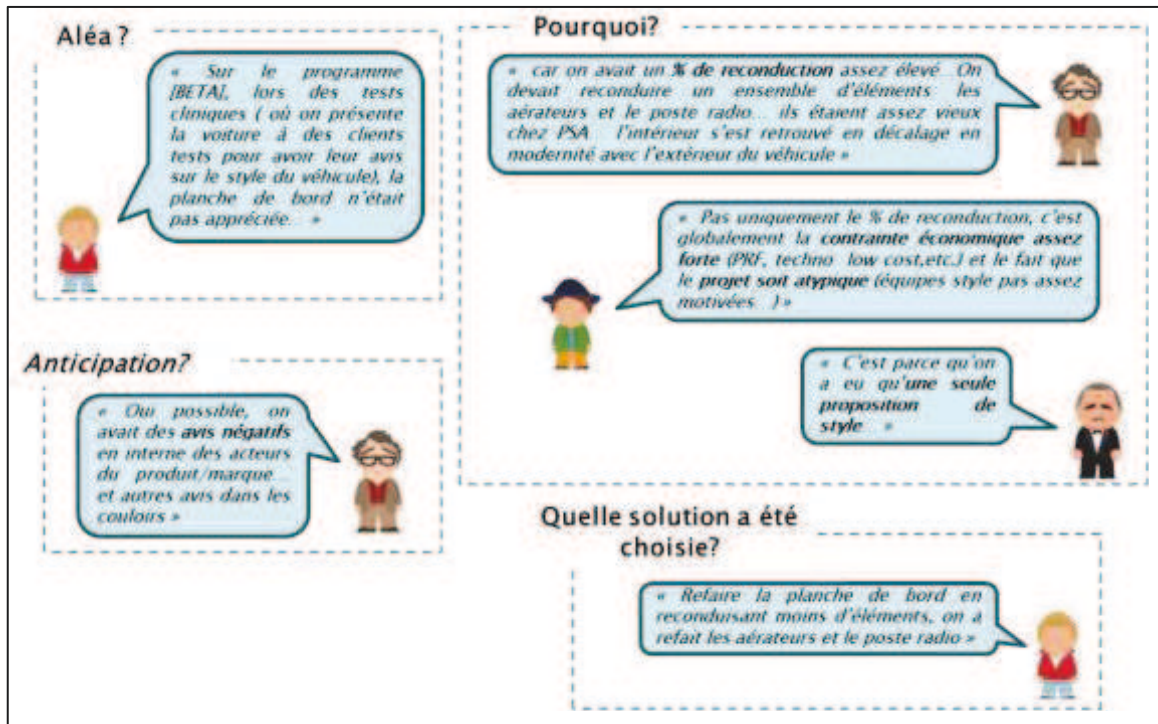 Aléa ?
« Sur le programme
[BETA], lors des tests
cliniques ( où on présente
la voiture à des clients
tests pour avoir leur avis
sur le style du véhicule), la
planche de bord n'était
pas appréciée... »
Pourquoi?
« car on avait un % de reconduction assez élevé. On
devait reconduire un ensemble d'éléments les
aérateurs et le poste radio... ils étaient assez vieux
chez PSA... l'intérieur s'est retrouvé en décalage en
modernité avec l'extérieur du véhicule »
« Pas uniquement le % de reconduction, c'est
globalement la contrainte économique assez
forte (PRF, techno low cost,etc.) et le fait que
le projet soit atypique (équipes style pas assez
motivées...) »
« C'est parce qu'on
a eu qu'une seule
proposition de
style... »
Anticipation?
« Oui possible, on
avait des avis négatifs
en interne des acteurs
du produit/marque...
et autres avis dans les
couloirs »
Quelle solution a été
choisie?
« Refaire la planche de bord en
reconduisant moins d'éléments, on a
refait les aérateurs et le poste radio »